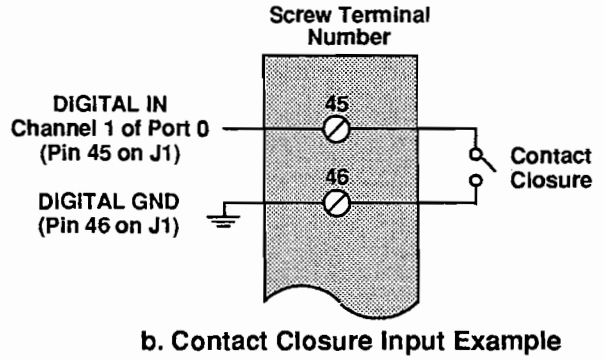 Screw Terminal
Number
DIGITAL IN
Channel 1 of Port 0
(Pin 45 on J1)
45
Contact
Closure
DIGITAL GND
(Pin 46 on J1)
46
b. Contact Closure Input Example